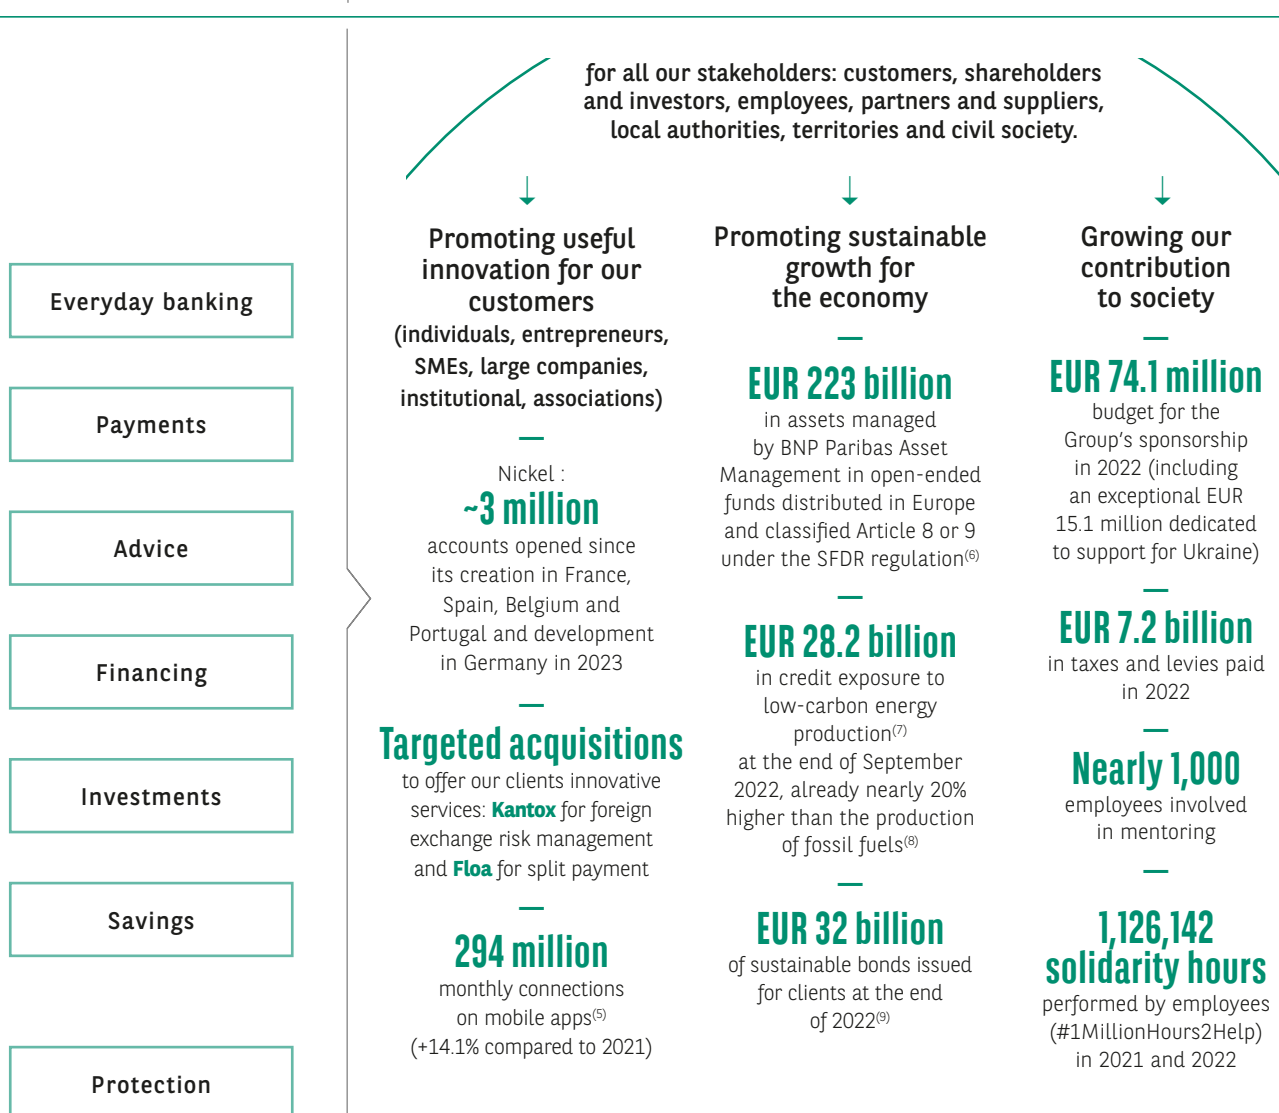 for all our stakeholders: customers, shareholders
and investors, employees, partners and suppliers,
local authorities, territories and civil society.
Everyday banking
Payments
Advice
Financing
Investments
Savings
Protection
Promoting useful
innovation for our
customers
(individuals, entrepreneurs,
SMEs, large companies,
institutional, associations)
Nickel :
~3 million
accounts opened since
its creation in France,
Spain, Belgium and
Portugal and development
in Germany in 2023
Targeted acquisitions
to offer our clients innovative
services: Kantox for foreign
exchange risk management
and Floa for split payment
294 million
monthly connections
on mobile apps(5)
(+14.1% compared to 2021)
Promoting sustainable
growth for
the economy
EUR 223 billion
in assets managed
by BNP Paribas Asset
Management in open-ended
funds distributed in Europe
and classified Article 8 or 9
under the SFDR regulation(6)
EUR 28.2 billion
in credit exposure to
low-carbon energy
production(7)
at the end of September
2022, already nearly 20%
higher than the production
of fossil fuels(8)
EUR 32 billion
of sustainable bonds issued
for clients at the end
of 2022(9)
Growing our
contribution
to society
EUR 74.1 million
budget for the
Group's sponsorship
in 2022 (including
an exceptional EUR
15.1 million dedicated
to support for Ukraine)
EUR 7.2 billion
in taxes and levies paid
in 2022
Nearly 1,000
employees involved
in mentoring
1,126,142
solidarity hours
performed by employees
(#1MillionHours2Help)
in 2021 and 2022